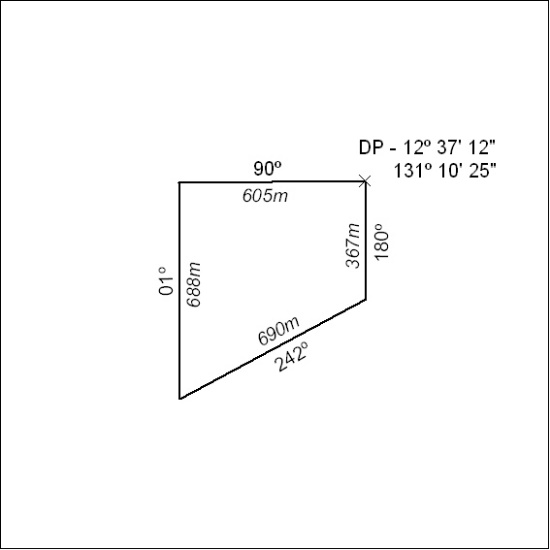 DP - 12º 37' 12"
131º 10' 25"
90º
605m
367m
180º
01º
688m
690m
242º